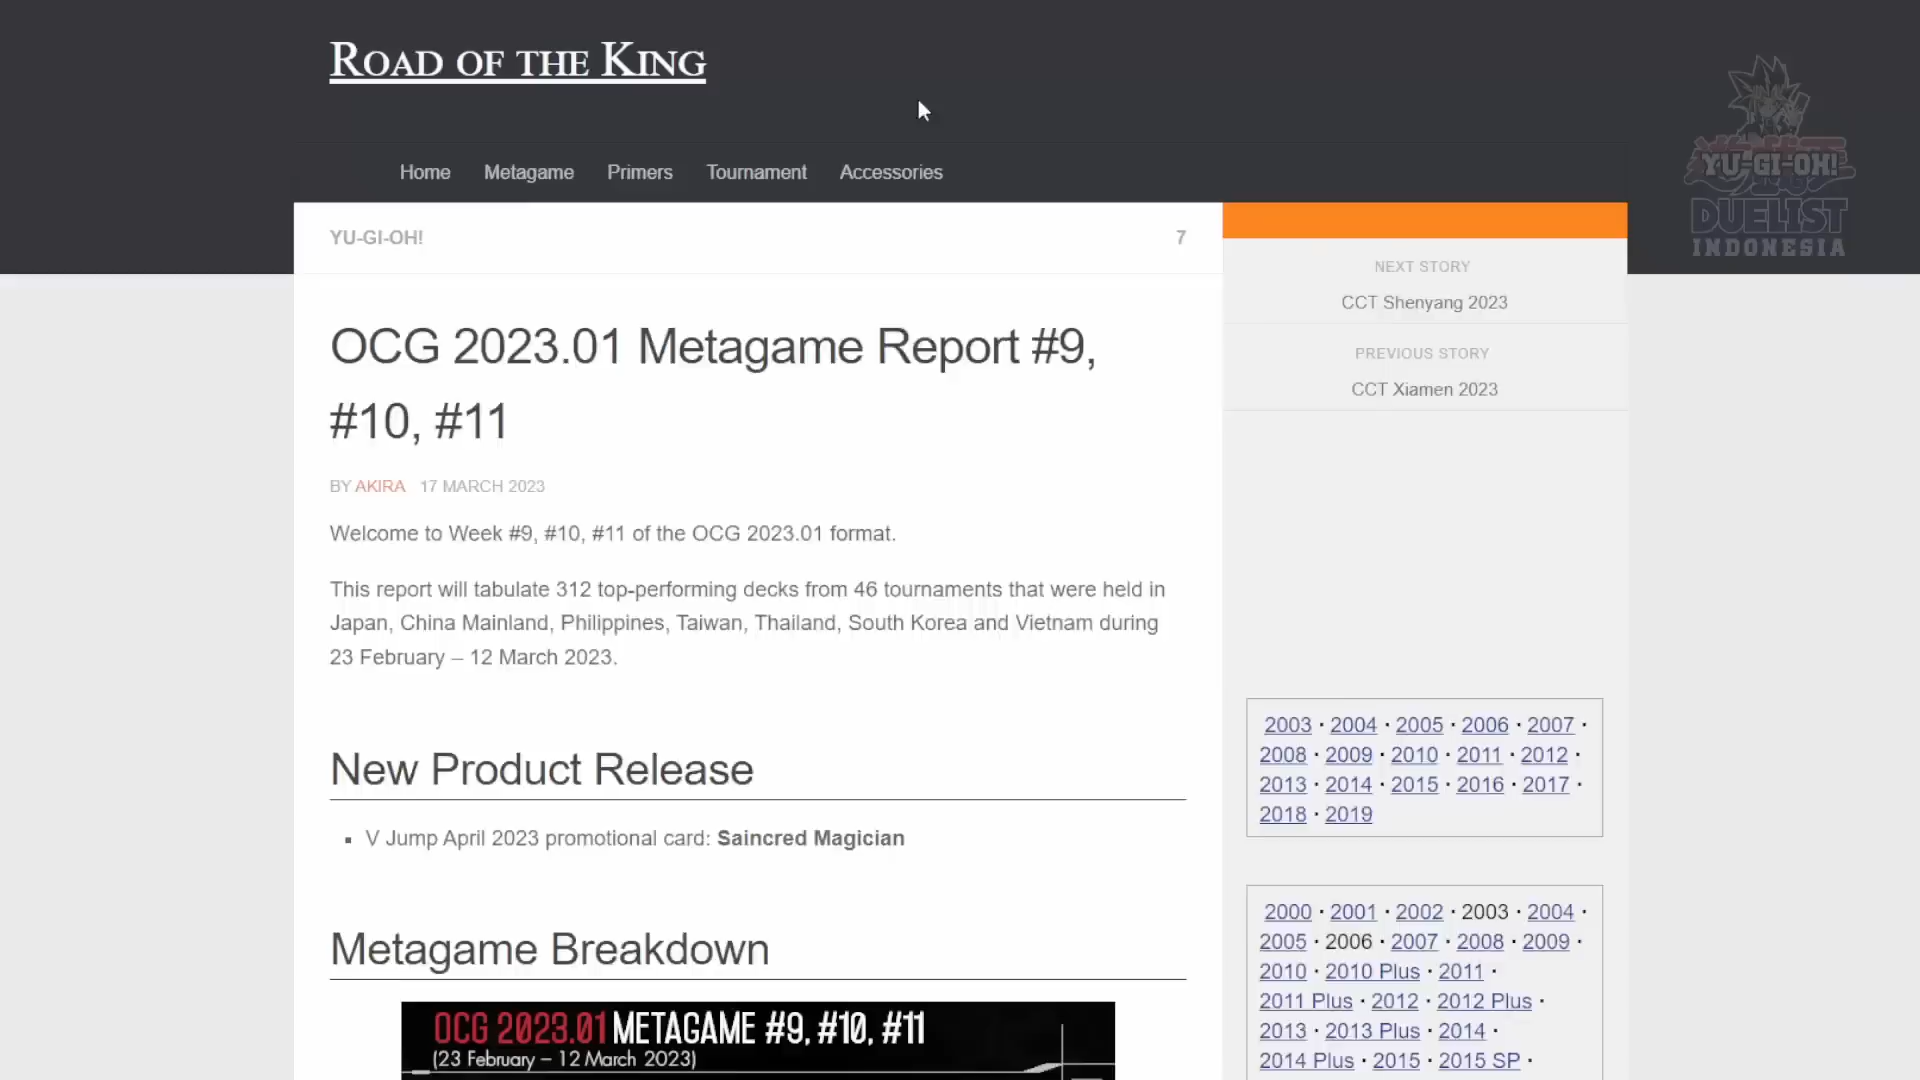 ROAD OF THE KING
Home Metagame Primers Tournament Accessories
YU-GI-OH!
DUELIST
INDONESIA
YU-GI-OH! 7
OCG 2023.01 Metagame Report #9,
#10, #11
BY AKIRA 17 MARCH 2023
Welcome to Week #9, #10, #11 of the OCG 2023.01 format.
This report will tabulate 312 top-performing decks from 46 tournaments that were held in
Japan, China Mainland, Philippines, Taiwan, Thailand, South Korea and Vietnam during
23 February – 12 March 2023.
New Product Release
▪ V Jump April 2023 promotional card: Saincred Magician
Metagame Breakdown
OCG 2023.01 METAGAME #9, #10, #11
(23 February – 12 March 2023)
NEXT STORY
CCT Shenyang 2023
PREVIOUS STORY
CCT Xiamen 2023
2003 · 2004 · 2005 · 2006 · 2007 ·
2008 · 2009 · 2010 · 2011 · 2012 ·
2013 · 2014 · 2015 · 2016 · 2017 ·
2018 · 2019
2000 · 2001 · 2002 · 2003 · 2004 ·
2005 · 2006 · 2007 · 2008 · 2009 ·
2010 · 2010 Plus · 2011 ·
2011 Plus · 2012 · 2012 Plus ·
2013 · 2013 Plus · 2014 ·
2014 Plus · 2015 · 2015 SP ·